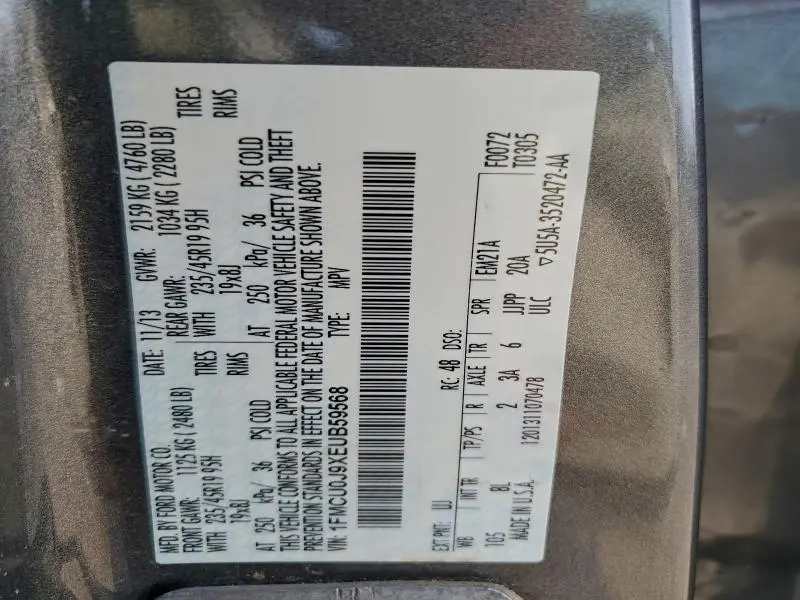 MFD. BY FORD MOTOR CO. DATE: 11/13 GVWR: 2159 KG ( 4760 LB)
FRONT GAWR: 1125 KG ( 2480 LB) REAR GAWR: 1034 KG ( 2280 LB)
WITH 235/45R19 95H TIRES WITH 235/45R19 95H TIRES
19x8J RIMS 19x8J RIMS
AT 250 kPa/ 36 PSI COLD AT 250 kPa/ 36 PSI COLD
THIS VEHICLE CONFORMS TO ALL APPLICABLE FEDERAL MOTOR VEHICLE SAFETY AND THEFT
PREVENTION STANDARDS IN EFFECT ON THE DATE OF MANUFACTURE SHOWN ABOVE.
VIN: 1FMCU0J9XEUB59568 TYPE: MPV
EXT PNT: UJ RC: 48 DSO: F0072
WB INT TR TP/PS R AXLE TR SPR EM21A T0305
105 BL 2 3A 6 JJPP 20A ▽5U5A-3520472-AA
MADE IN U.S.A. 1201311070478 ULC